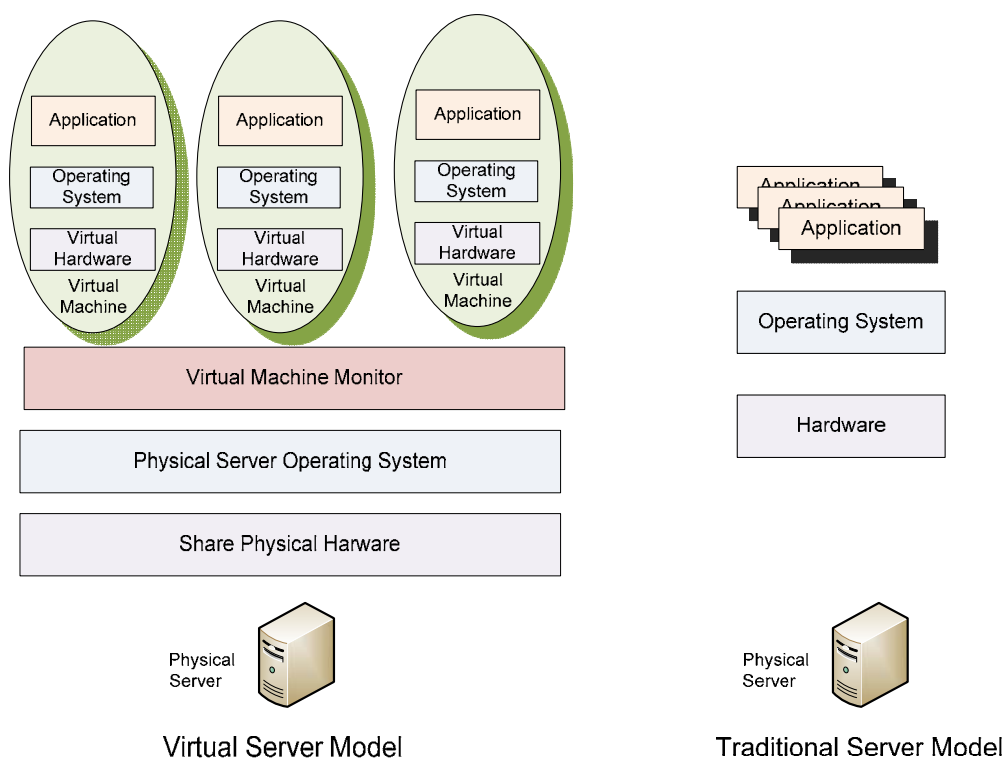 Application
Operating
System
Virtual
Hardware
Virtual
Machine
Application
Operating
System
Virtual
Hardware
Virtual
Machine
Application
Operating
System
Virtual
Hardware
Virtual
Machine
Virtual Machine Monitor
Physical Server Operating System
Share Physical Harware
Physical
Server
Virtual Server Model
Application
Application
Application
Operating System
Hardware
Physical
Server
Traditional Server Model